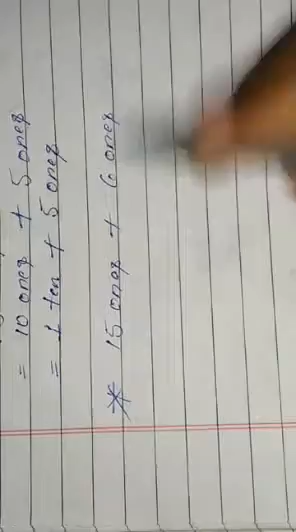 = 10 ones + 5 ones
= 1 ten + 5 ones
* 15 ones + 6 ones